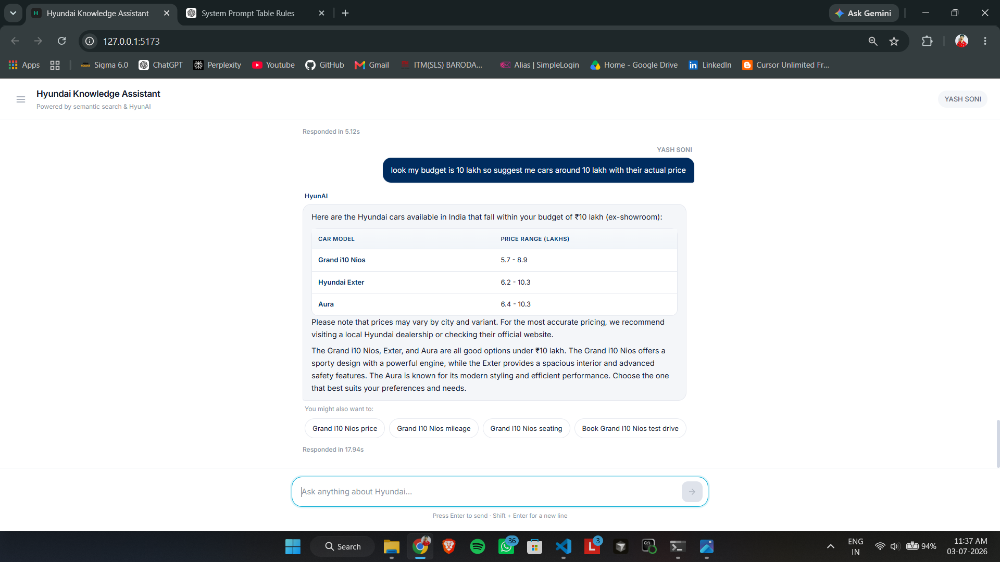 Hyundai Knowledge Assistant
System Prompt Table Rules
Ask Gemini
127.0.0.1:5173
Apps
Sigma 6.0
ChatGPT
Perplexity
Youtube
GitHub
Gmail
ITM(SLS) BARODA...
Alias | SimpleLogin
Home - Google Drive
LinkedIn
Cursor Unlimited Fr...
Hyundai Knowledge Assistant
Powered by semantic search & HyunAI
YASH SONI
Responded in 5.12s
YASH SONI
look my budget is 10 lakh so suggest me cars around 10 lakh with their actual price
HyunAI
Here are the Hyundai cars available in India that fall within your budget of ₹10 lakh (ex-showroom):
CAR MODEL PRICE RANGE (LAKHS)
Grand i10 Nios 5.7 - 8.9
Hyundai Exter 6.2 - 10.3
Aura 6.4 - 10.3
Please note that prices may vary by city and variant. For the most accurate pricing, we recommend
visiting a local Hyundai dealership or checking their official website.
The Grand i10 Nios, Exter, and Aura are all good options under ₹10 lakh. The Grand i10 Nios offers a
sporty design with a powerful engine, while the Exter provides a spacious interior and advanced
safety features. The Aura is known for its modern styling and efficient performance. Choose the one
that best suits your preferences and needs.
You might also want to:
Grand I10 Nios price
Grand I10 Nios mileage
Grand I10 Nios seating
Book Grand I10 Nios test drive
Responded in 17.94s
Ask anything about Hyundai...
Press Enter to send · Shift + Enter for a new line
Search
36
3
ENG
IN
94%
11:37 AM
03-07-2026